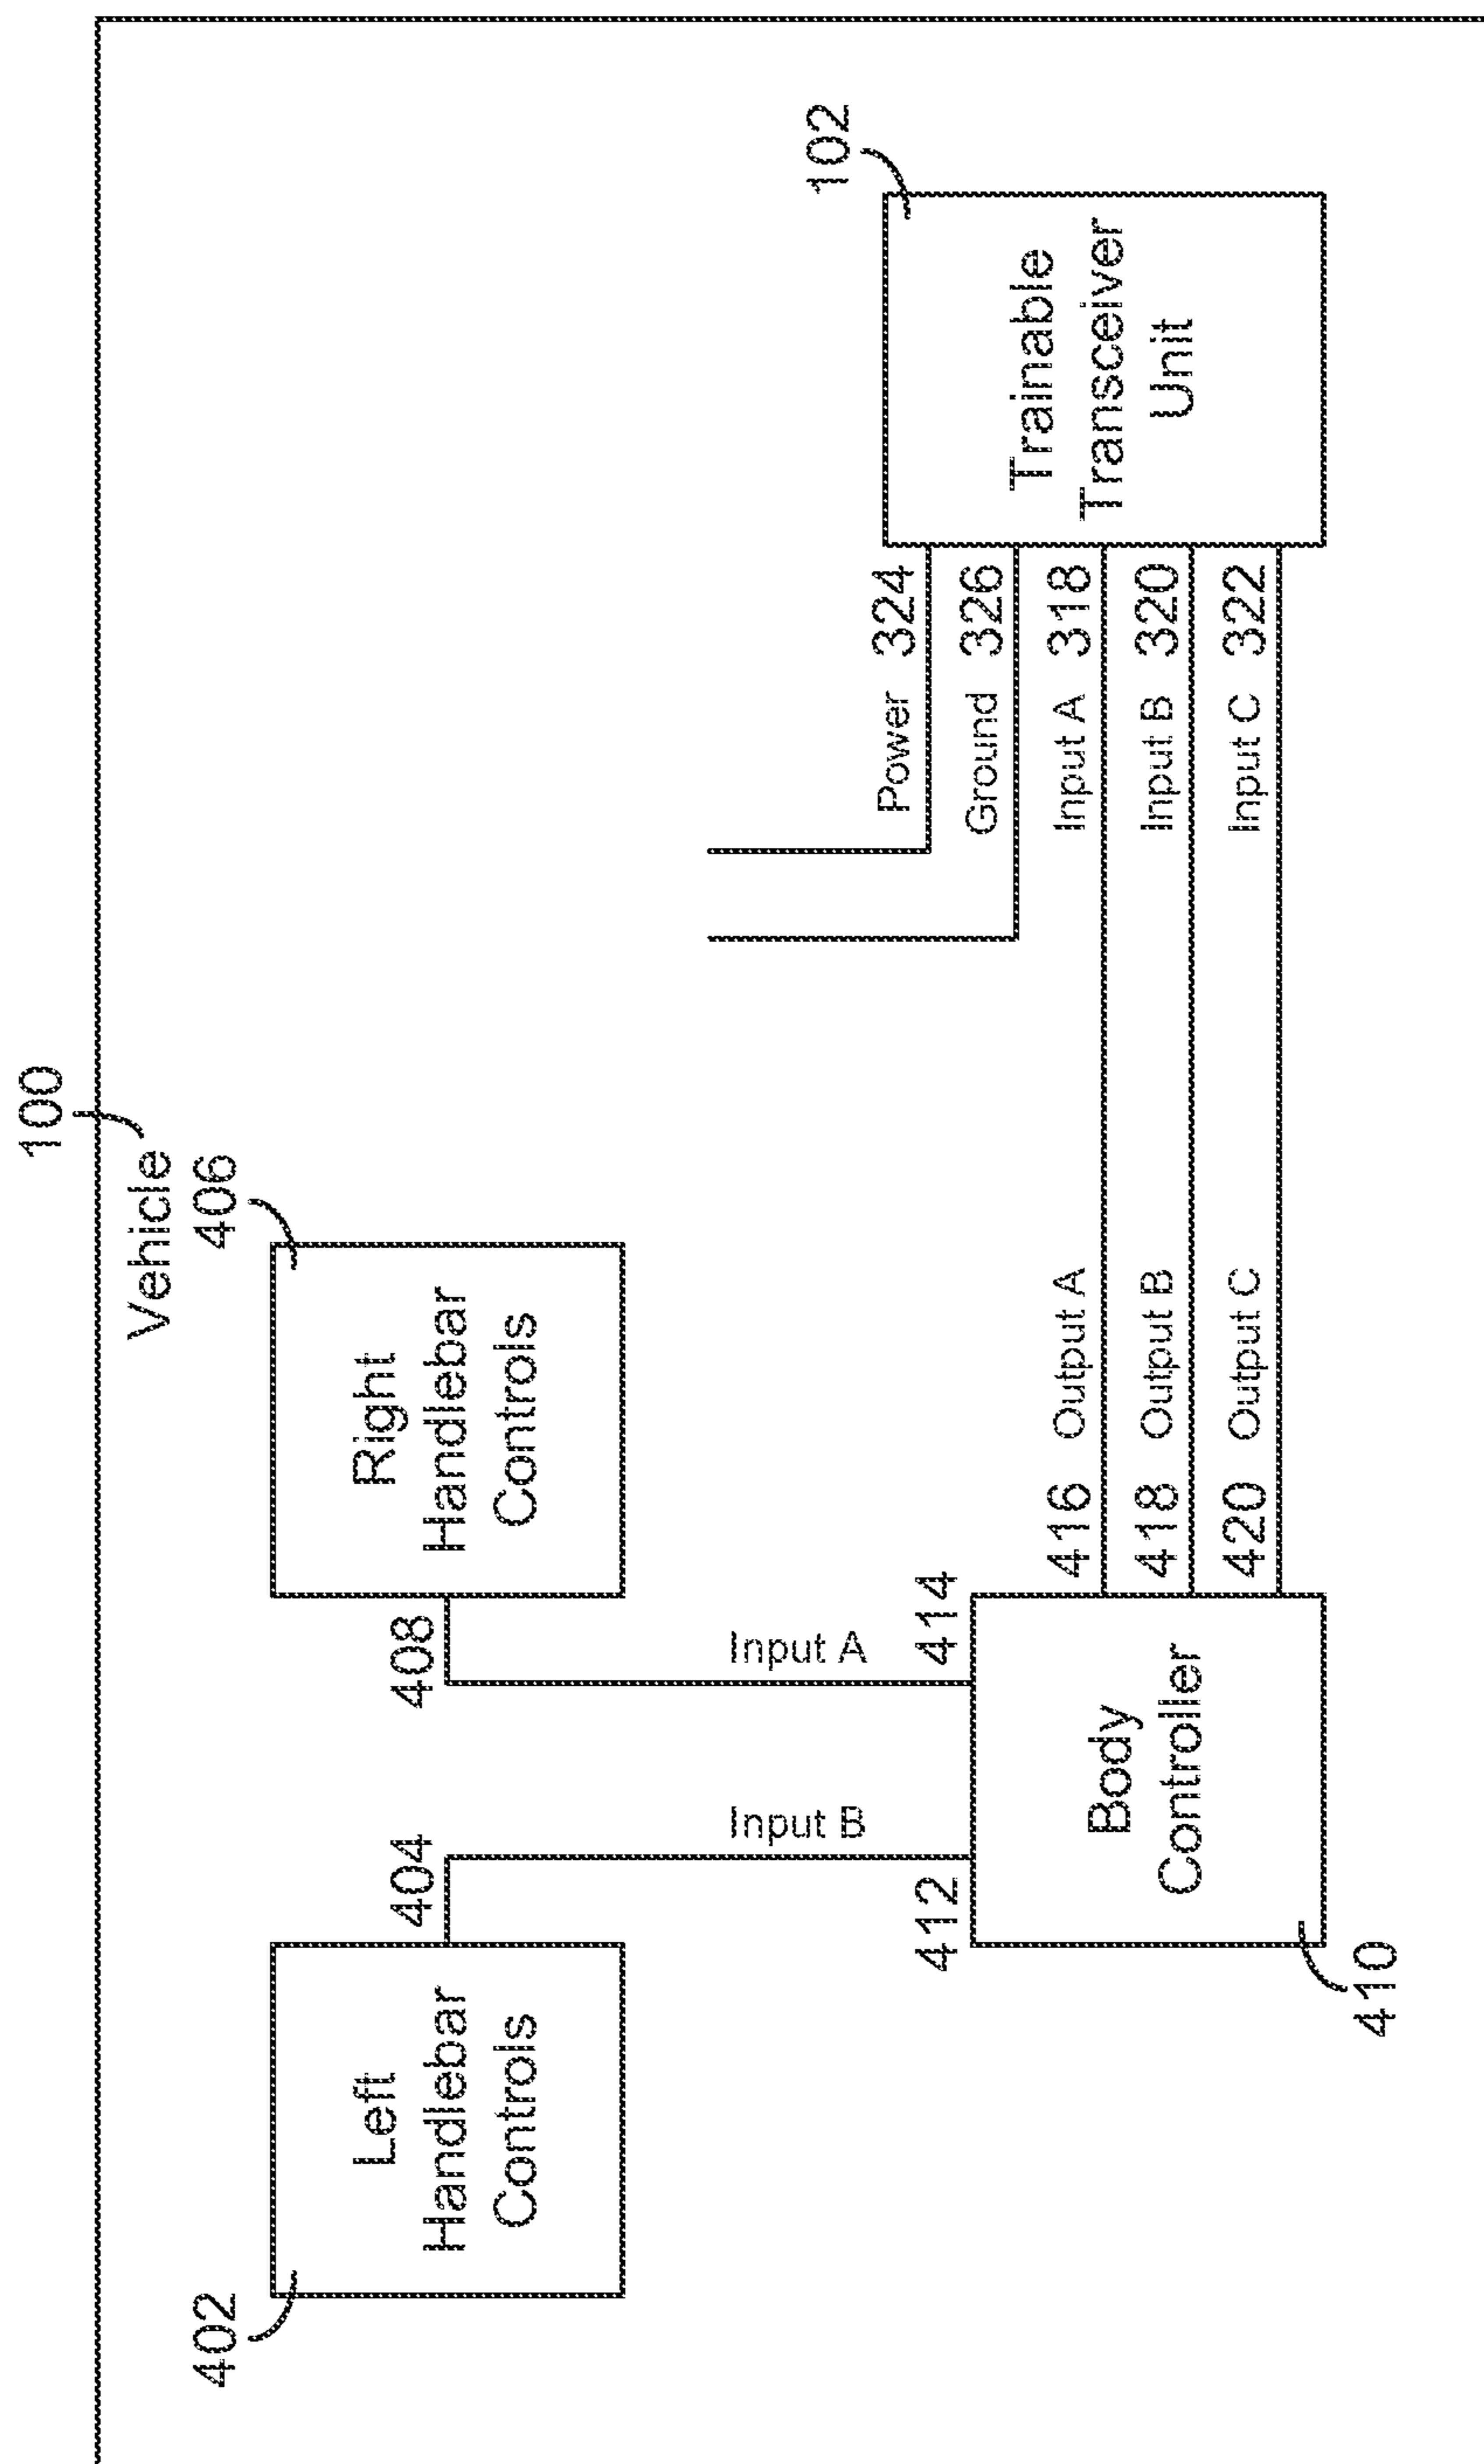 100
Vehicle
402
Left
Handlebar
Controls
404
406
Right
Handlebar
Controls
408
Input B
Input A
412
414
Body
Controller
410
416 Output A
418 Output B
420 Output C
102
Power 324
Ground 326
Input A 318
Input B 320
Input C 322
Trainable
Transceiver
Unit